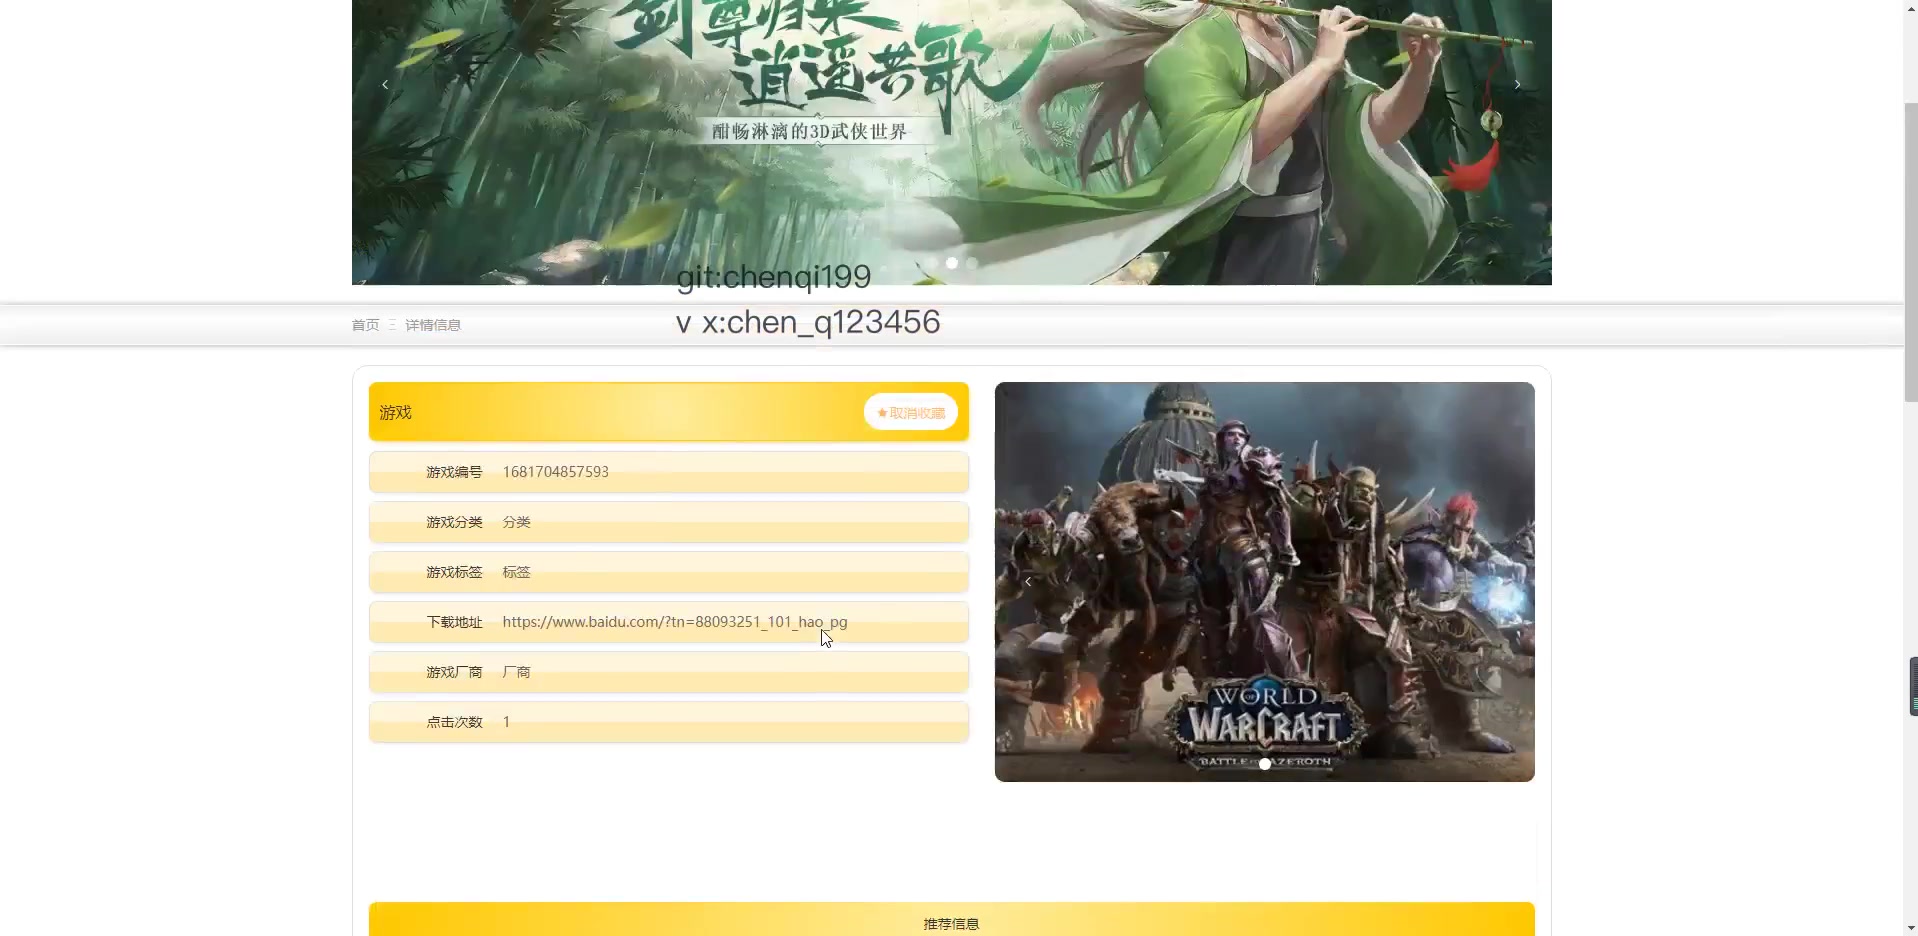 剑尊归来
逍遥共歌
酣畅淋漓的3D武侠世界
git:chenqi199
v x:chen_q123456
首页
详情信息
游戏
★取消收藏
游戏编号 1681704857593
游戏分类 分类
游戏标签 标签
下载地址 https://www.baidu.com/?tn=88093251_101_hao_pg
游戏厂商 厂商
点击次数 1
WORLD
OF
WARCRAFT
BATTLE FOR AZEROTH
推荐信息